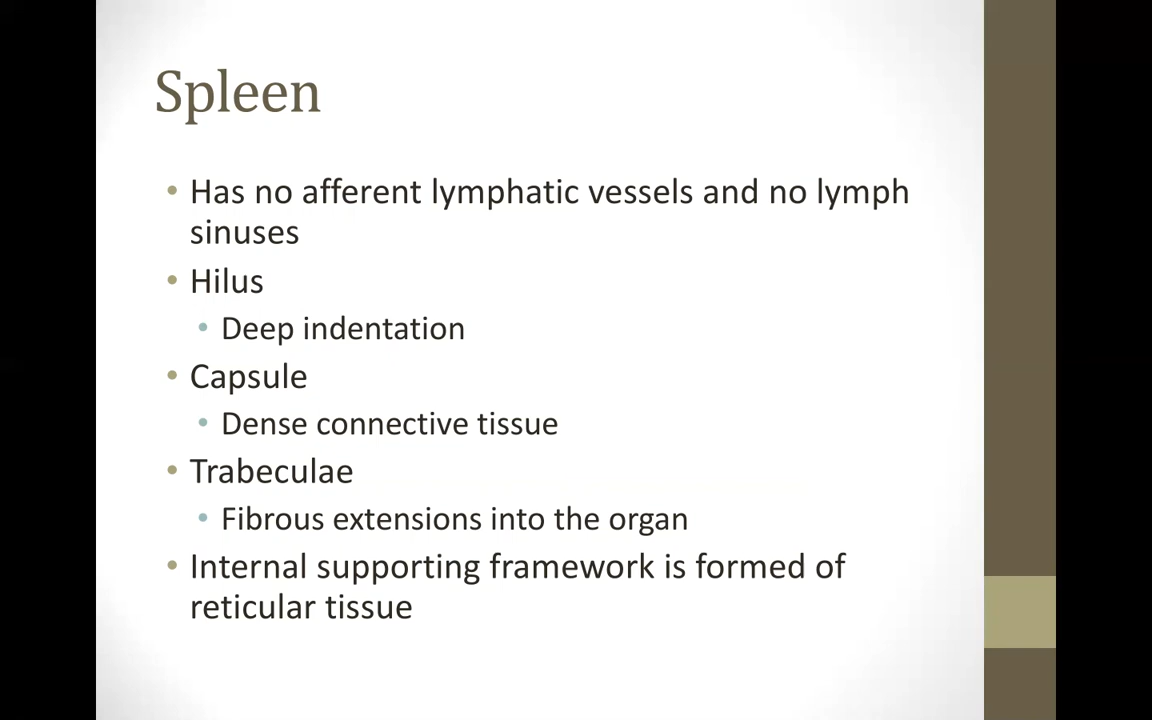 Spleen
• Has no afferent lymphatic vessels and no lymph
sinuses
• Hilus
• Deep indentation
• Capsule
• Dense connective tissue
• Trabeculae
• Fibrous extensions into the organ
• Internal supporting framework is formed of
reticular tissue